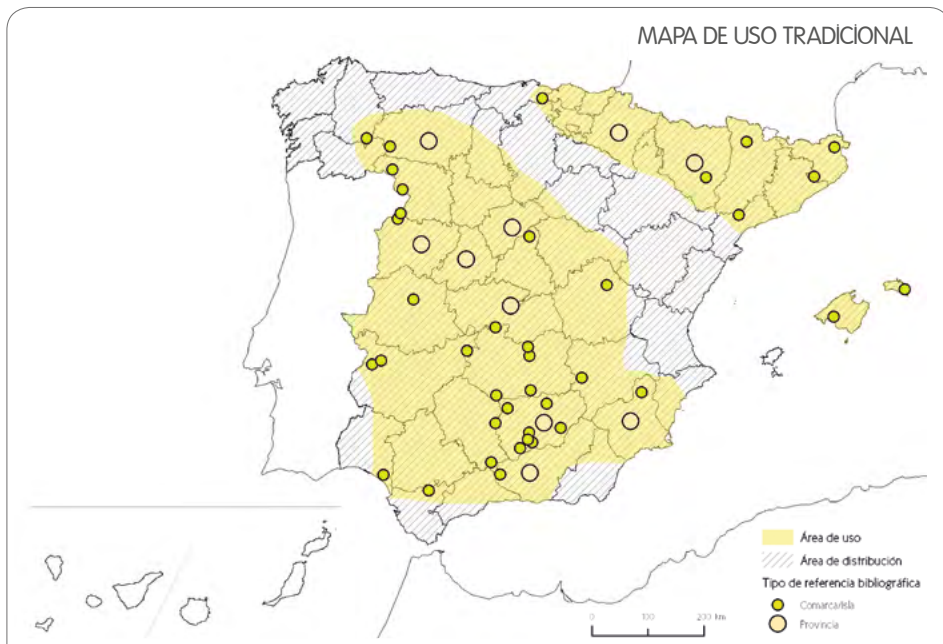 MAPA DE USO TRADICIONAL
Área de uso
Área de distribución
Tipo de referencia bibliográfica
Comarca/Isla
Provincia
0 100 200 km